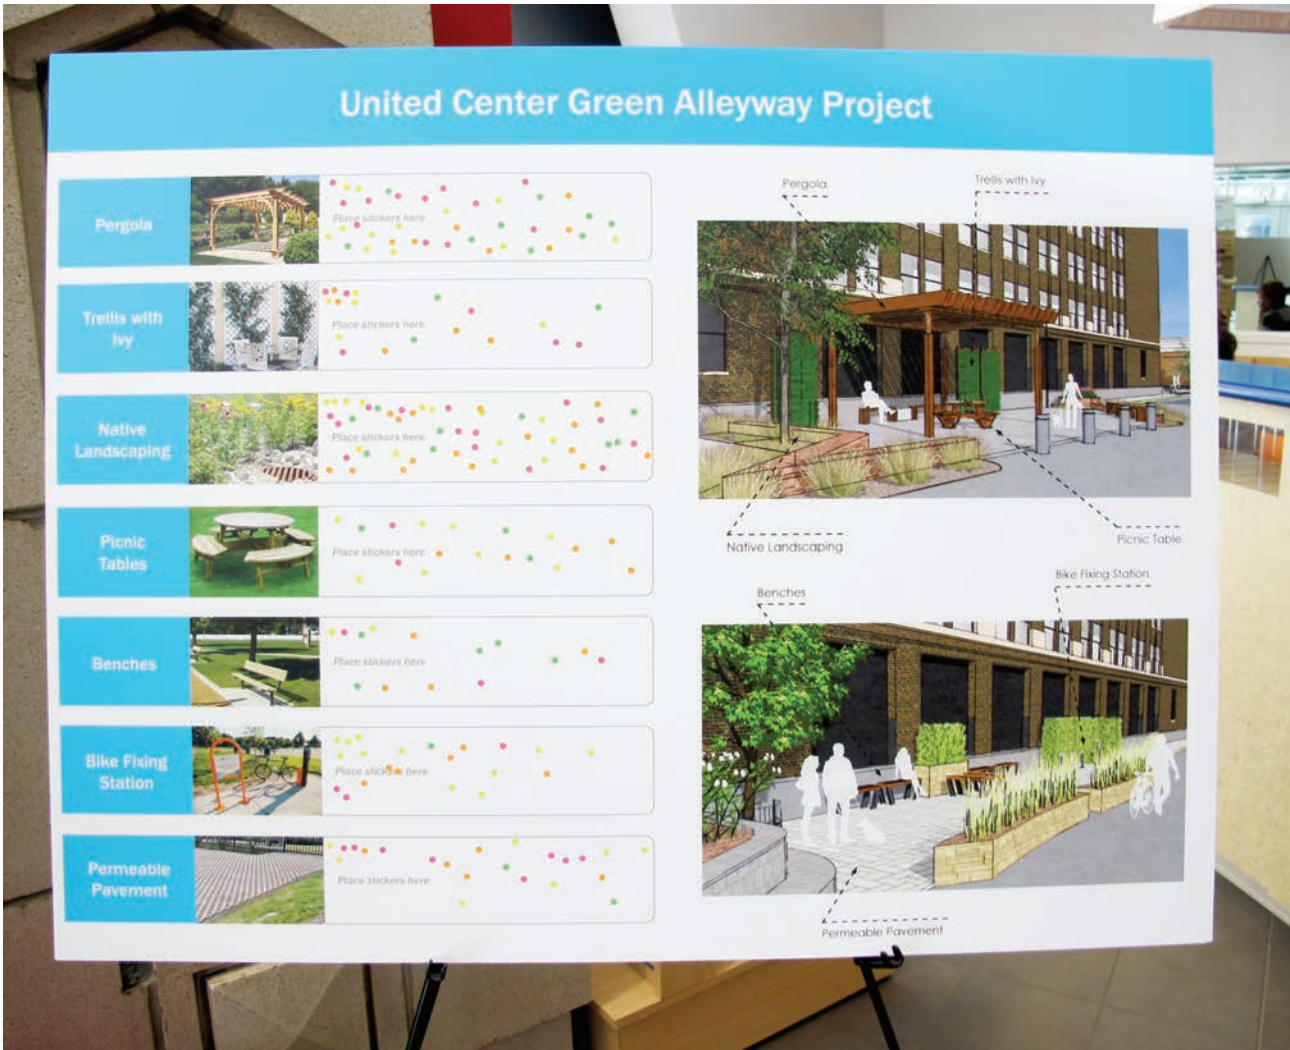 United Center Green Alleyway Project
Pergola
Place stickers here
Trellis with
Ivy
Place stickers here
Native
Landscaping
Place stickers here
Picnic
Tables
Place stickers here
Benches
Place stickers here
Bike Fixing
Station
Place stickers here
Permeable
Pavement
Place stickers here
Pergola
Trellis with Ivy
Native Landscaping
Picnic Table
Benches
Bike Fixing Station
Permeable Pavement